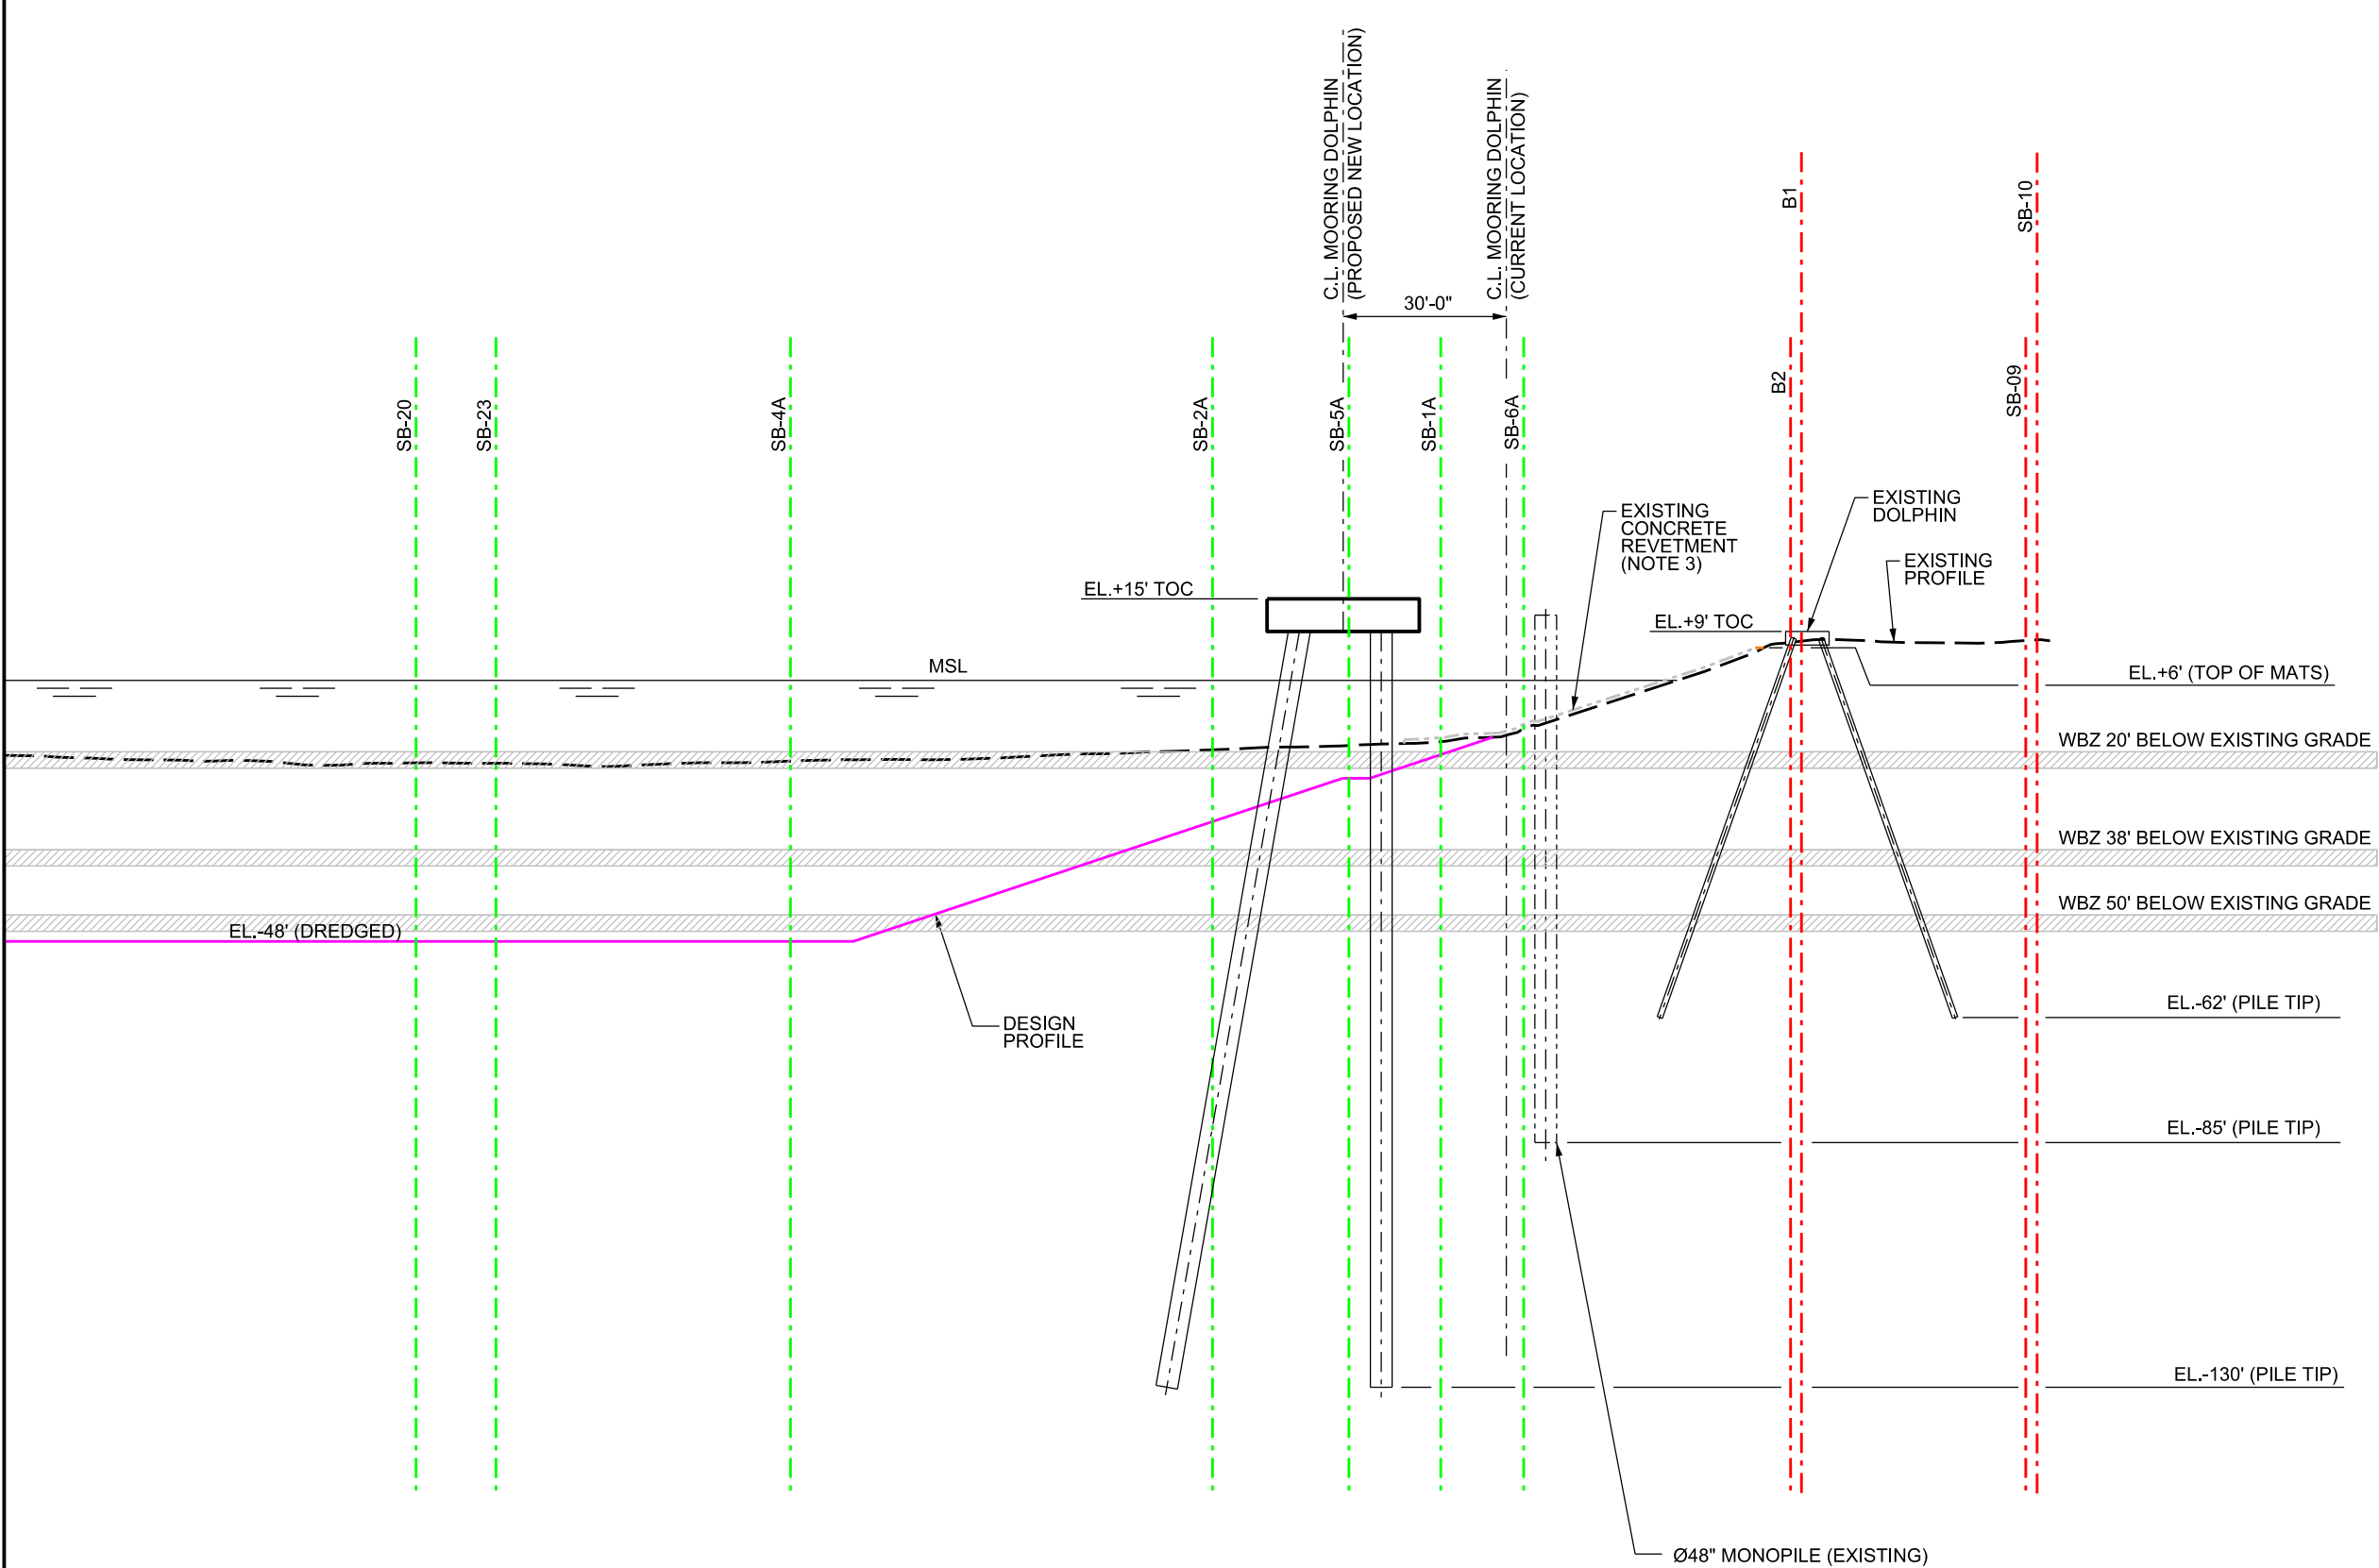 C.L. MOORING DOLPHIN
(PROPOSED NEW LOCATION)
C.L. MOORING DOLPHIN
(CURRENT LOCATION)
B1
SB-10
30'-0"
SB-20
SB-23
SB-4A
SB-2A
SB-5A
SB-1A
SB-6A
B2
SB-09
EXISTING
CONCRETE
REVETMENT
(NOTE 3)
EXISTING
DOLPHIN
EXISTING
PROFILE
EL.+15' TOC
EL.+9' TOC
MSL
EL.+6' (TOP OF MATS)
WBZ 20' BELOW EXISTING GRADE
WBZ 38' BELOW EXISTING GRADE
WBZ 50' BELOW EXISTING GRADE
EL.-48' (DREDGED)
DESIGN
PROFILE
EL.-62' (PILE TIP)
EL.-85' (PILE TIP)
EL.-130' (PILE TIP)
Ø48" MONOPILE (EXISTING)